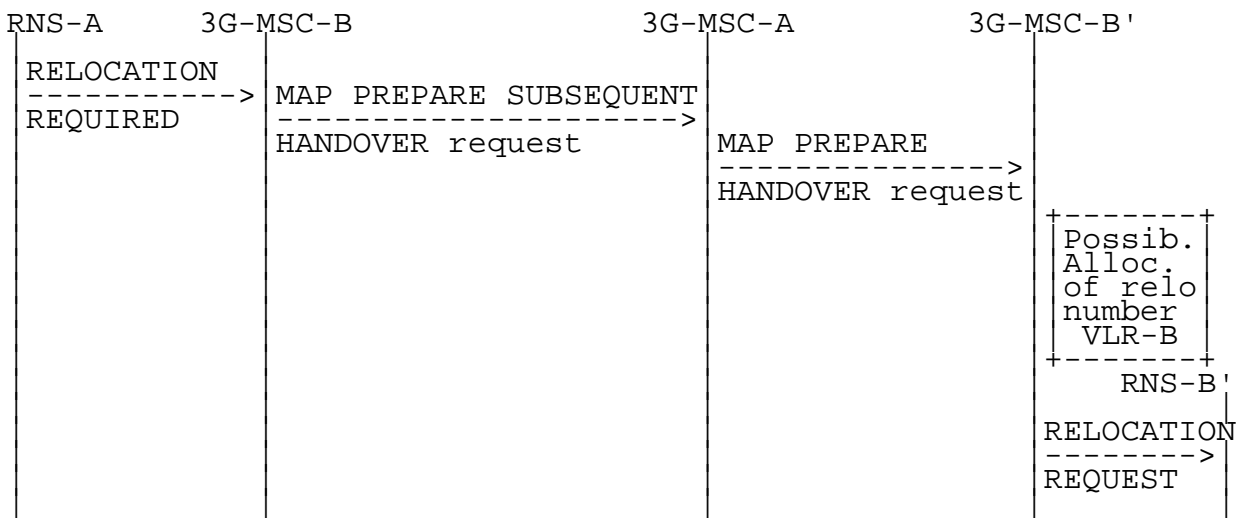 RNS-A 3G-MSC-B 3G-MSC-A 3G-MSC-B'
RELOCATION
-----------> MAP PREPARE SUBSEQUENT
REQUIRED --------------------->
HANDOVER request MAP PREPARE
--------------->
HANDOVER request
+-------+
Possib.
Alloc.
of relo
number
VLR-B
+-------+
RNS-B'
RELOCATION
-------->
REQUEST